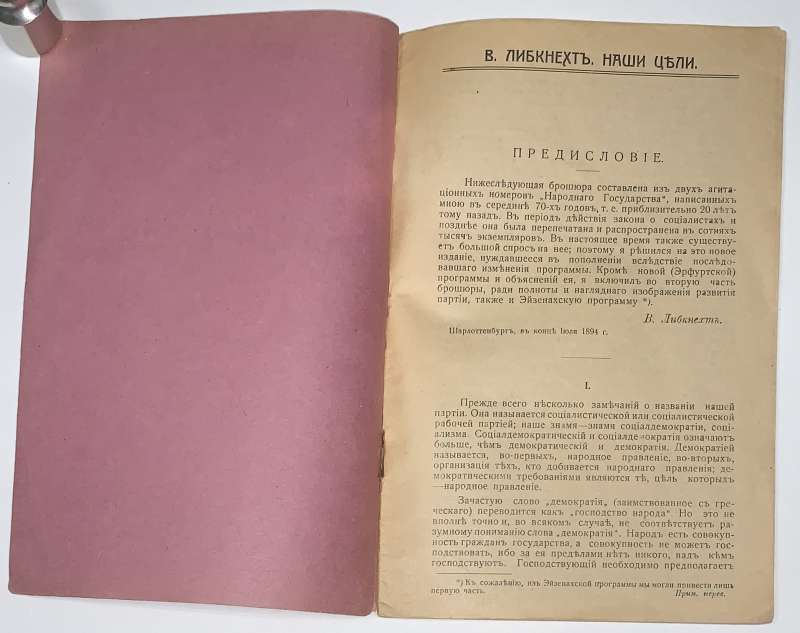 В. ЛИБКНЕХТЪ. НАШИ ЦѢЛИ.
ПРЕДИСЛОВІЕ.
Нижеслѣдующая брошюра составлена изъ двухъ агита-
ціонныхъ номеровъ „Народнаго Государства“, написанныхъ
мною въ серединѣ 70-хъ годовъ, т. е. приблизительно 20 лѣтъ
тому назадъ. Въ періодъ дѣйствія закона о соціалистахъ и
позднѣе она была перепечатана и распространена въ сотняхъ
тысячъ экземпляровъ. Въ настоящее время также существу-
етъ большой спросъ на нее; поэтому я рѣшился на это новое
изданіе, нуждавшееся въ пополненіи вслѣдствіе послѣдо-
вавшаго измѣненія программы. Кромѣ новой (Эрфуртской)
программы и объясненій ея, я включилъ во вторую часть
брошюры, ради полноты и нагляднаго изображенія развитія
партіи, также и Эйзенахскую программу *).
В. Либкнехтъ.
Шарлоттенбургъ, въ концѣ Іюля 1894 г.
I.
Прежде всего нѣсколько замѣчаній о названіи нашей
партіи. Она называется соціалистической или соціалистической
рабочей партіей; наше знамя—знамя соціалдемократіи, соці-
ализма. Соціалдемократическій и соціалдемократія означаютъ
больше, чѣмъ демократическій и демократія. Демократіей
называется, во-первыхъ, народное правленіе, во-вторыхъ,
организація тѣхъ, кто добивается народнаго правленія; де-
мократическими требованіями являются тѣ, цѣль которыхъ
—народное правленіе.
Зачастую слово „демократія„ (заимствованное съ гре-
ческаго) переводится какъ „господство народа“. Но это не
вполнѣ точно и, во всякомъ случаѣ, не соотвѣтствуетъ ра-
зумному пониманію слова „демократія“. Народъ есть совокуп-
ность гражданъ государства, а совокупность не можетъ гос-
подствовать, ибо за ея предѣлами нѣтъ никого, надъ кѣмъ
господствуютъ. Господствующій необходимо предполагаетъ
*) Къ сожалѣнію, изъ Эйзенахской программы мы могли привести лишь
первую часть. Прим. перев.